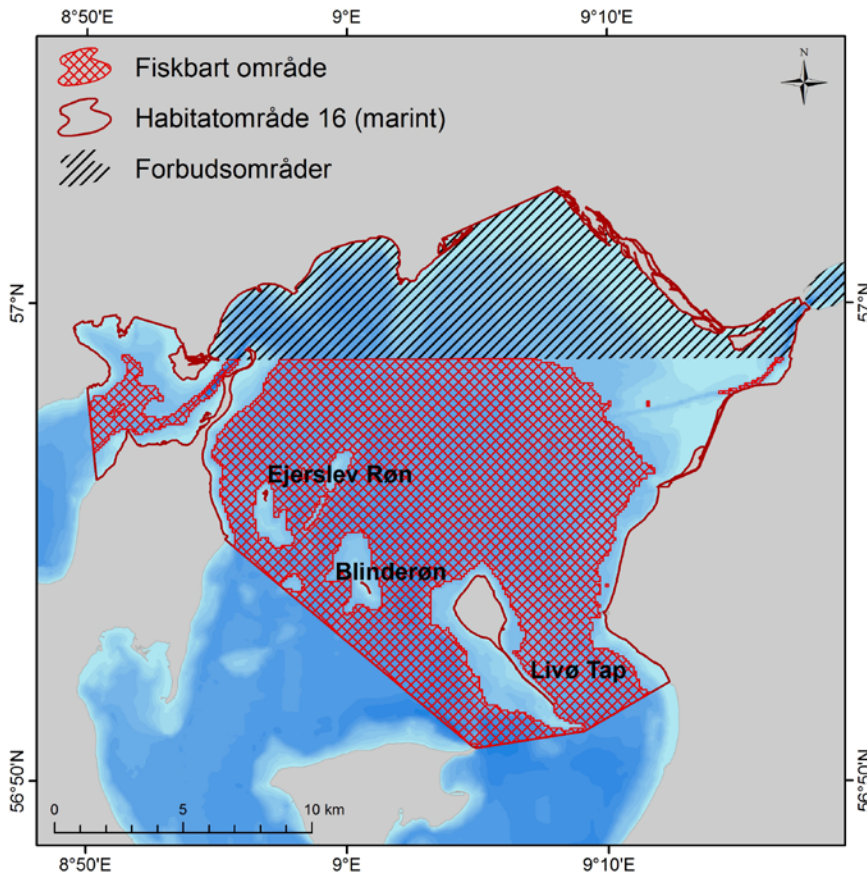 8°50'E 9°E 9°10'E
N
Fiskbart område
Habitatområde 16 (marint)
Forbudsområder
57°N 57°N
Ejerslev Røn
Blinderøn
Livø Tap
56°50'N 56°50'N
0 5 10 km
8°50'E 9°E 9°10'E